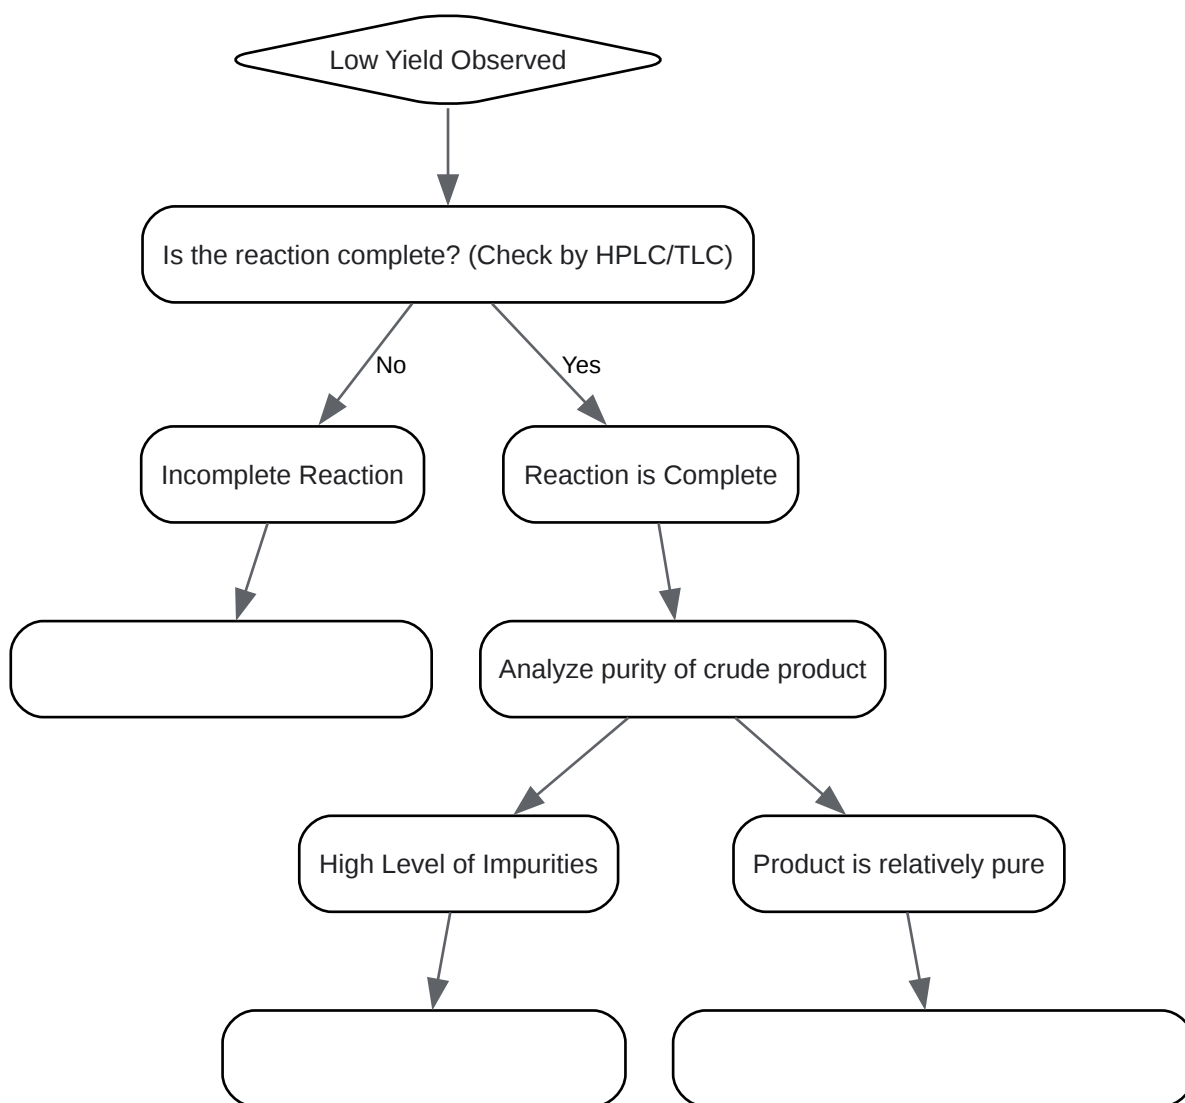 Low Yield Observed
Is the reaction complete? (Check by HPLC/TLC)
No
Yes
Incomplete Reaction
Reaction is Complete
Analyze purity of crude product
High Level of Impurities
Product is relatively pure